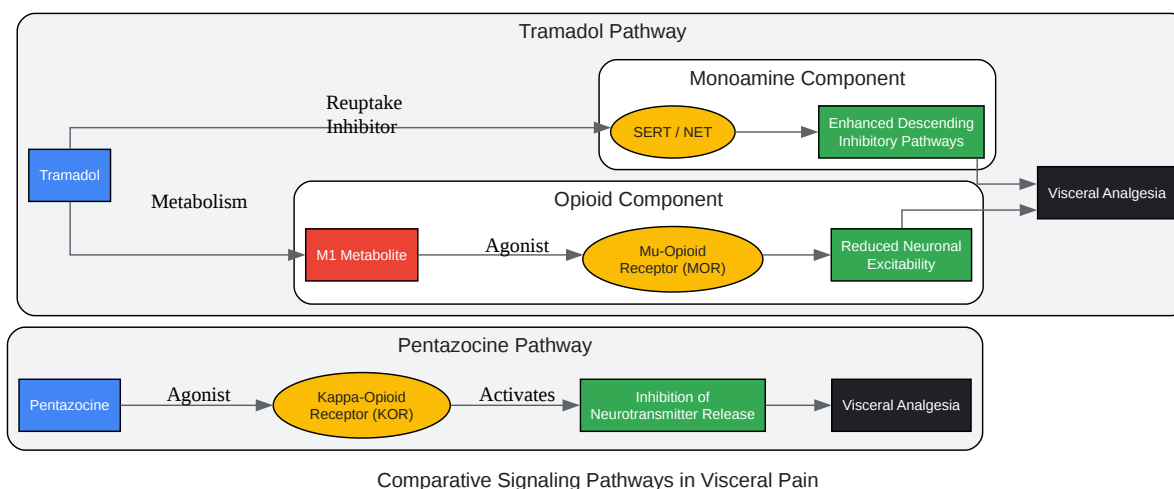 Tramadol Pathway
Monoamine Component
Reuptake
Inhibitor
SERT / NET
Enhanced Descending
Inhibitory Pathways
Tramadol
Visceral Analgesia
Metabolism
Opioid Component
M1 Metabolite
Agonist
Mu-Opioid
Receptor (MOR)
Reduced Neuronal
Excitability
Pentazocine Pathway
Pentazocine
Agonist
Kappa-Opioid
Receptor (KOR)
Activates
Inhibition of
Neurotransmitter Release
Visceral Analgesia
Comparative Signaling Pathways in Visceral Pain